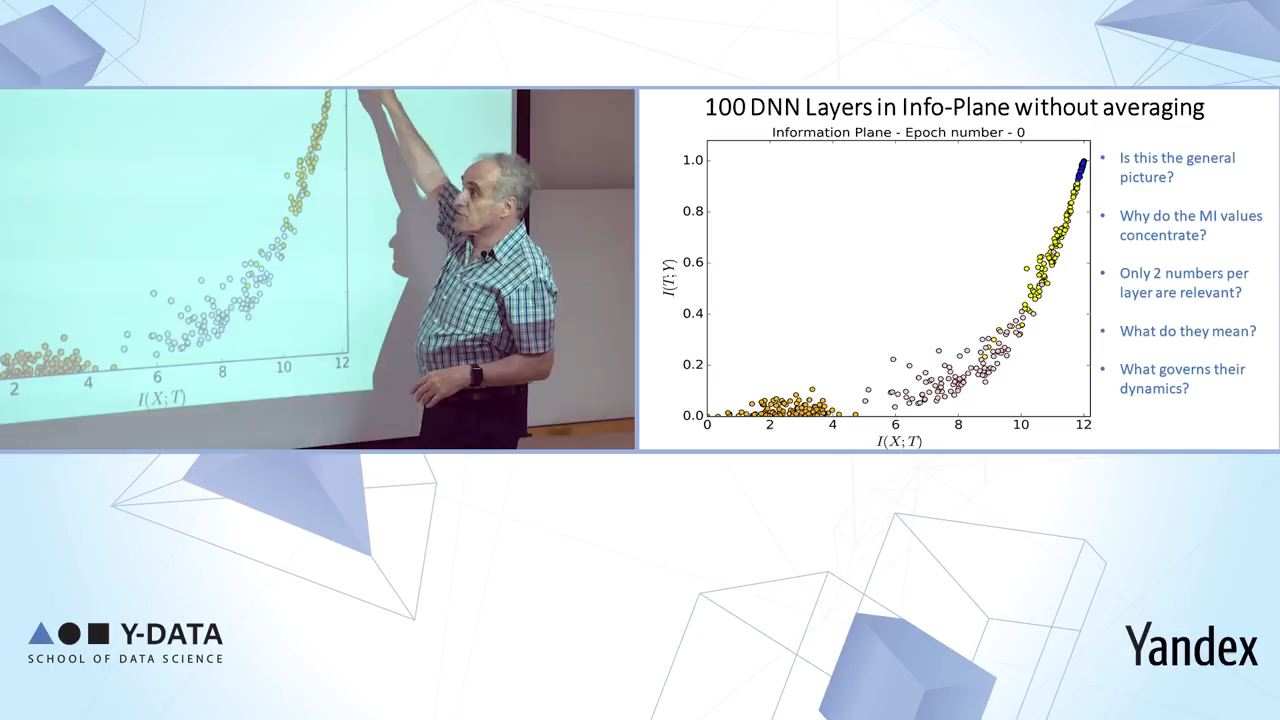 100 DNN Layers in Info-Plane without averaging
Information Plane - Epoch number - 0
1.0
0.8
0.6
0.4
0.2
0.0
I(T;Y)
0 2 4 6 8 10 12
I(X;T)
• Is this the general
picture?
• Why do the MI values
concentrate?
• Only 2 numbers per
layer are relevant?
• What do they mean?
• What governs their
dynamics?
2 4 6 8 10 12
I(X;T)
Y-DATA
SCHOOL OF DATA SCIENCE
Yandex